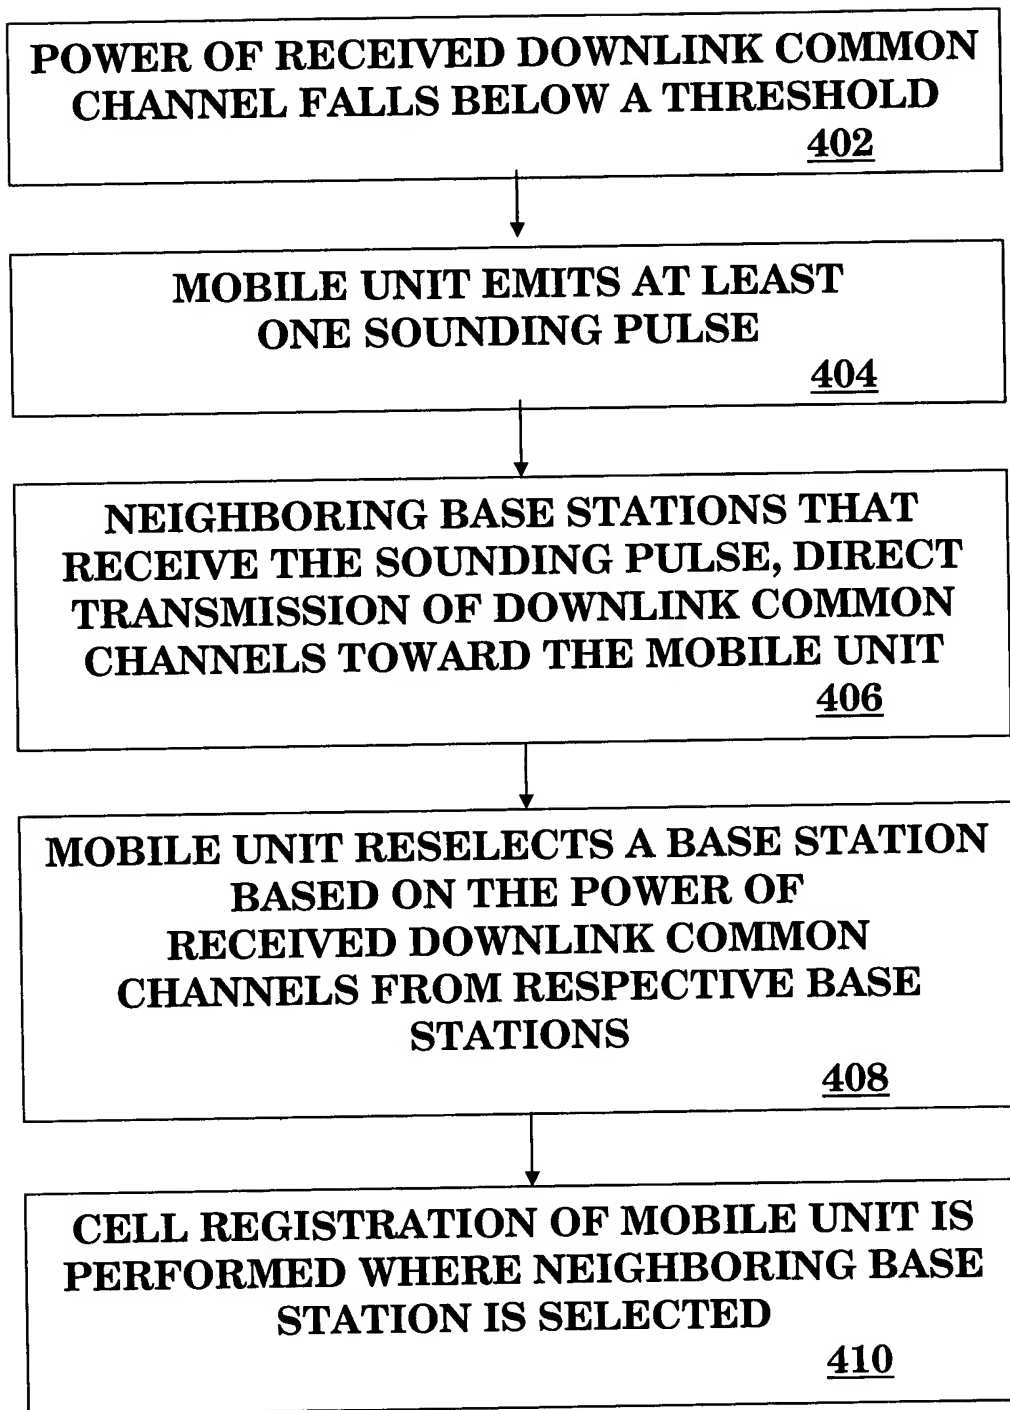 POWER OF RECEIVED DOWNLINK COMMON
CHANNEL FALLS BELOW A THRESHOLD
402
MOBILE UNIT EMITS AT LEAST
ONE SOUNDING PULSE
404
NEIGHBORING BASE STATIONS THAT
RECEIVE THE SOUNDING PULSE, DIRECT
TRANSMISSION OF DOWNLINK COMMON
CHANNELS TOWARD THE MOBILE UNIT
406
MOBILE UNIT RESELECTS A BASE STATION
BASED ON THE POWER OF
RECEIVED DOWNLINK COMMON
CHANNELS FROM RESPECTIVE BASE
STATIONS
408
CELL REGISTRATION OF MOBILE UNIT IS
PERFORMED WHERE NEIGHBORING BASE
STATION IS SELECTED
410